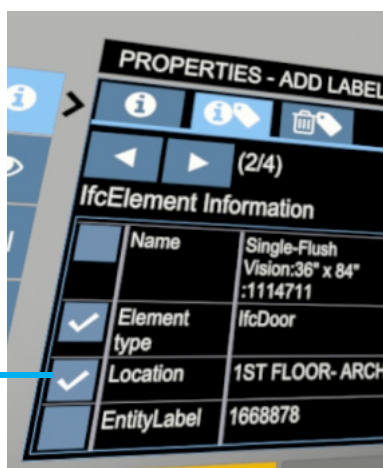 PROPERTIES - ADD LABEL
(2/4)
IfcElement Information
Name
Single-Flush
Vision:36" x 84"
:1114711
Element
type
IfcDoor
Location
1ST FLOOR- ARCH
EntityLabel
1668878